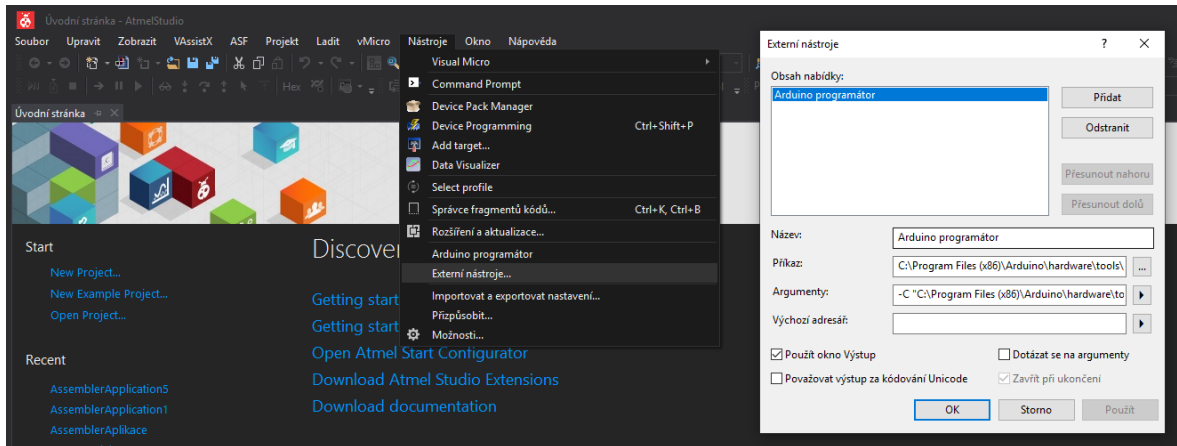 Úvodní stránka - AtmelStudio
Soubor Upravit Zobrazit VAssistX ASF Projekt Ladit vMicro Nástroje Okno Nápověda
Hex
Úvodní stránka
Visual Micro
Command Prompt
Device Pack Manager
Device Programming Ctrl+Shift+P
Add target...
Data Visualizer
Select profile
Správce fragmentů kódů... Ctrl+K, Ctrl+B
Rozšíření a aktualizace...
Arduino programátor
Externí nástroje...
Importovat a exportovat nastavení...
Přizpůsobit...
Možnosti...
Start
New Project...
New Example Project...
Open Project...
Recent
AssemblerApplication5
AssemblerApplication1
AssemblerAplikace
Discover
Getting start
Getting start
Open Atmel Start Configurator
Download Atmel Studio Extensions
Download documentation
Externí nástroje ?
Obsah nabídky:
Arduino programátor
Přidat
Odstranit
Přesunout nahoru
Přesunout dolů
Název: Arduino programátor
Příkaz: C:\Program Files (x86)\Arduino\hardware\tools\ ...
Argumenty: -C "C:\Program Files (x86)\Arduino\hardware\to
Výchozí adresář:
Použít okno Výstup Dotázat se na argumenty
Považovat výstup za kódování Unicode Zavřít při ukončení
OK Storno Použít